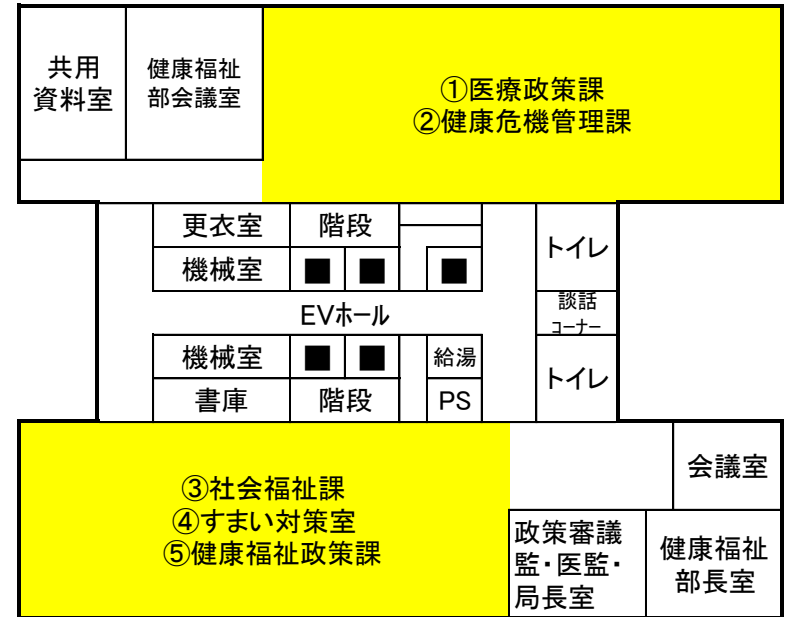 共用
資料室
健康福祉
部会議室
①医療政策課
②健康危機管理課
更衣室
階段
トイレ
機械室
■
■
■
EVホール
談話
コーナー
機械室
■
■
給湯
トイレ
書庫
階段
PS
③社会福祉課
④すまい対策室
⑤健康福祉政策課
会議室
政策審議
監・医監・
局長室
健康福祉
部長室